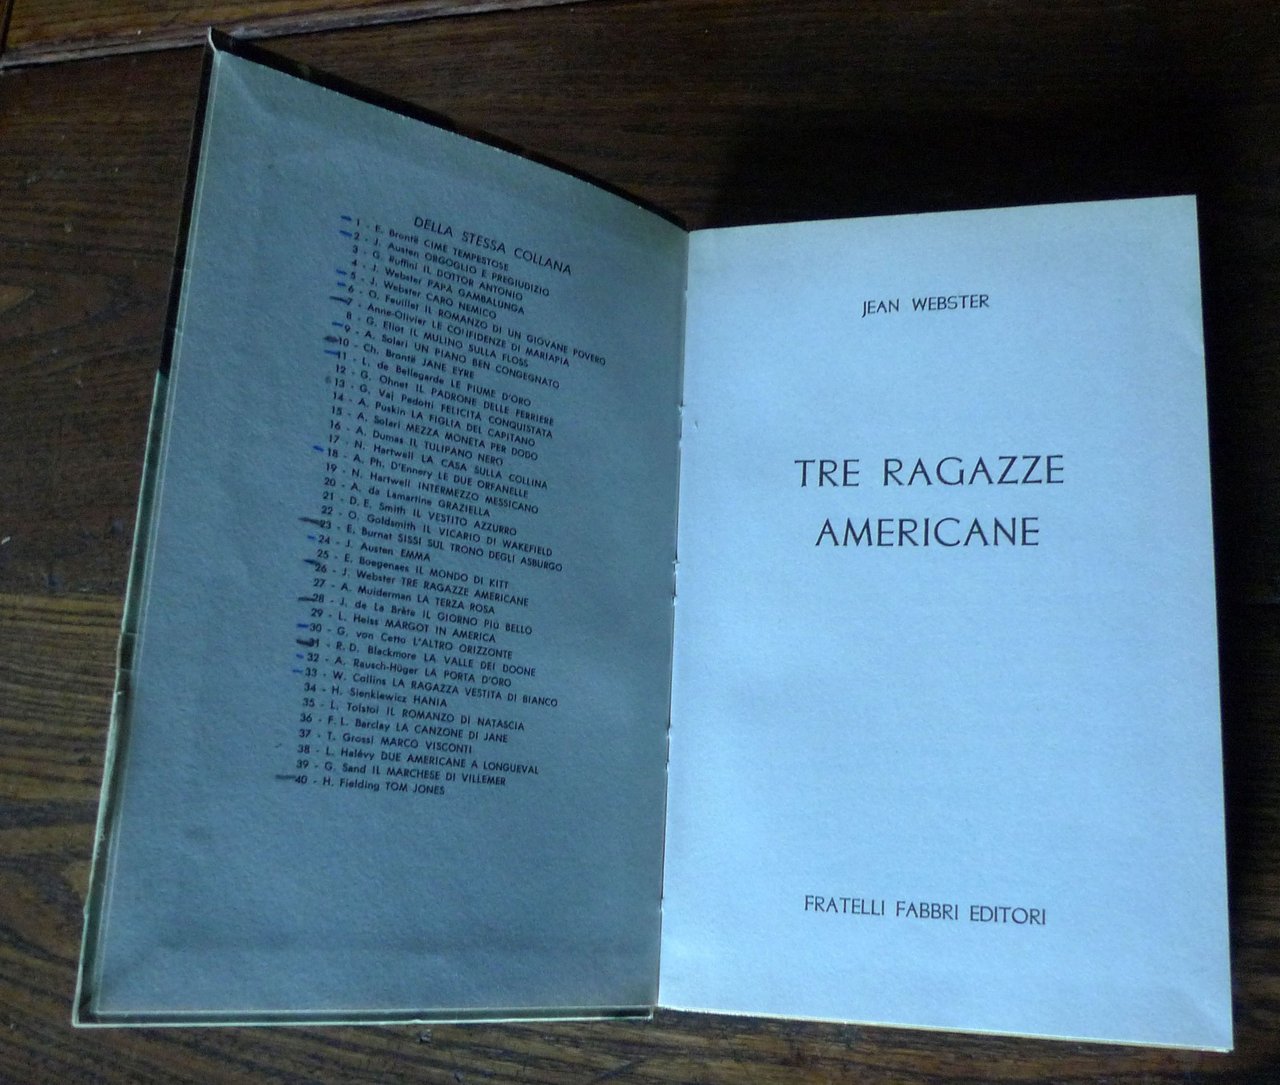 DELLA STESSA COLLANA
1 - E. Brontë CIME TEMPESTOSE
2 - J. Austen ORGOGLIO E PREGIUDIZIO
3 - G. Ruffini IL DOTTOR ANTONIO
4 - J. Webster PAPÀ GAMBALUNGA
5 - J. Webster CARO NEMICO
6 - O. Feuillet IL ROMANZO DI UN GIOVANE POVERO
7 - Anne-Olivier LE CONFIDENZE DI MARIAPIA
8 - G. Eliot IL MULINO SULLA FLOSS
9 - A. Solari UN PIANO BEN CONGEGNATO
10 - Ch. Brontë JANE EYRE
11 - L. de Bellegarde LE PIUME D'ORO
12 - G. Ohnet IL PADRONE DELLE FERRIERE
13 - G. Vaj Pedotti FELICITÀ CONQUISTATA
14 - A. Puskin LA FIGLIA DEL CAPITANO
15 - A. Solari MEZZA MONETA PER DODO
16 - A. Dumas IL TULIPANO NERO
17 - N. Hartwell LA CASA SULLA COLLINA
18 - A. Ph. D'Ennery LE DUE ORFANELLE
19 - N. Hartwell INTERMEZZO MESSICANO
20 - A. de Lamartine GRAZIELLA
21 - D. E. Smith IL VESTITO AZZURRO
22 - O. Goldsmith IL VICARIO DI WAKEFIELD
23 - E. Burnat SISSI SUL TRONO DEGLI ASBURGO
24 - J. Austen EMMA
25 - E. Boegenaes IL MONDO DI KITT
26 - J. Webster TRE RAGAZZE AMERICANE
27 - A. Muiderman LA TERZA ROSA
28 - J. de La Brète IL GIORNO PIÙ BELLO
29 - L. Heiss MARGOT IN AMERICA
30 - G. von Cetto L'ALTRO ORIZZONTE
31 - R. D. Blackmore LA VALLE DEI DOONE
32 - A. Rausch-Hüger LA PORTA D'ORO
33 - W. Collins LA RAGAZZA VESTITA DI BIANCO
34 - H. Sienkiewicz HANIA
35 - L. Tolstoi IL ROMANZO DI NATASCIA
36 - F. L. Barclay LA CANZONE DI JANE
37 - T. Grossi MARCO VISCONTI
38 - L. Halévy DUE AMERICANE A LONGUEVAL
39 - G. Sand IL MARCHESE DI VILLEMER
40 - H. Fielding TOM JONES
JEAN WEBSTER
TRE RAGAZZE
AMERICANE
FRATELLI FABBRI EDITORI